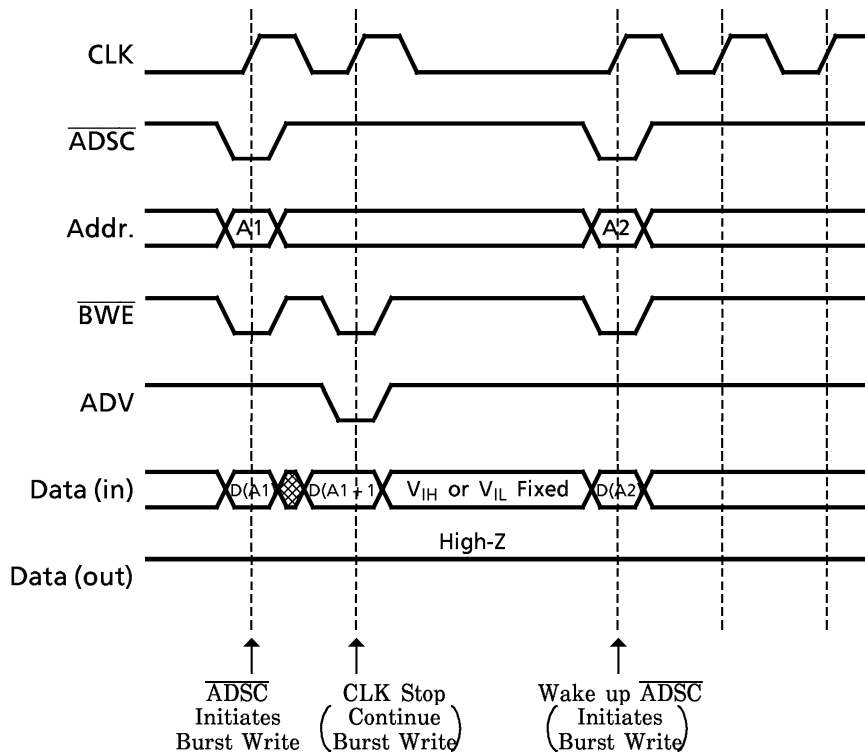 CLK
ADSC
Addr. A1 A2
BWE
ADV
Data (in) D(A1 D(A1 + 1 VIH or VIL Fixed D(A2
High-Z
Data (out)
ADSC
Initiates
Burst Write
CLK Stop
(Continue
Burst Write)
Wake up ADSC
(Initiates
Burst Write)